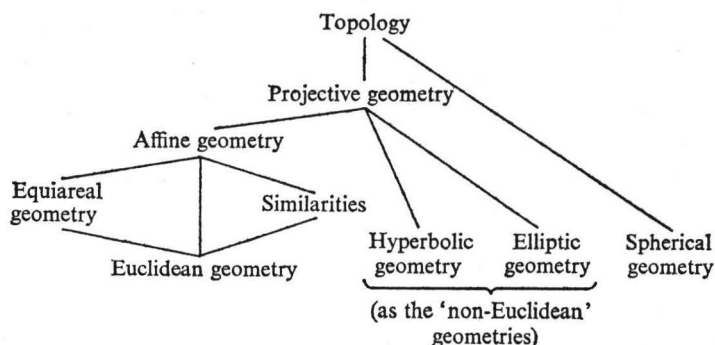 Topology
Projective geometry
Affine geometry
Equiareal
geometry
Similarities
Euclidean geometry
Hyperbolic
geometry
Elliptic
geometry
Spherical
geometry
(as the ‘non-Euclidean’
geometries)